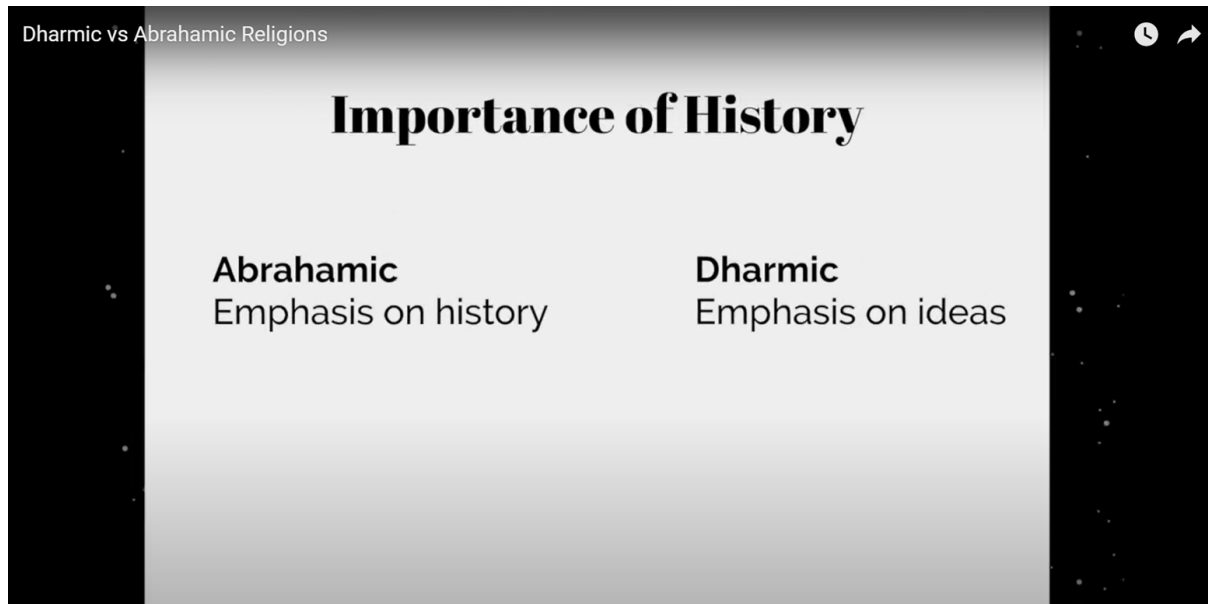 Dharmic vs Abrahamic Religions
Importance of History
Abrahamic
Emphasis on history
Dharmic
Emphasis on ideas